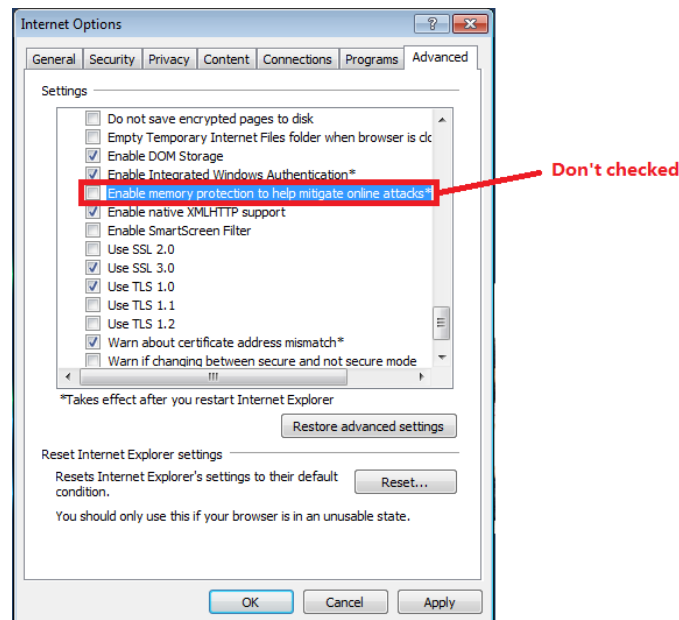 Internet Options
General Security Privacy Content Connections Programs Advanced
Settings
Do not save encrypted pages to disk
Empty Temporary Internet Files folder when browser is clc
Enable DOM Storage
Enable Integrated Windows Authentication*
Enable memory protection to help mitigate online attacks*
Don't checked
Enable native XMLHTTP support
Enable SmartScreen Filter
Use SSL 2.0
Use SSL 3.0
Use TLS 1.0
Use TLS 1.1
Use TLS 1.2
Warn about certificate address mismatch*
Warn if changing between secure and not secure mode
*Takes effect after you restart Internet Explorer
Restore advanced settings
Reset Internet Explorer settings
Resets Internet Explorer's settings to their default
condition.
Reset...
You should only use this if your browser is in an unusable state.
OK Cancel Apply